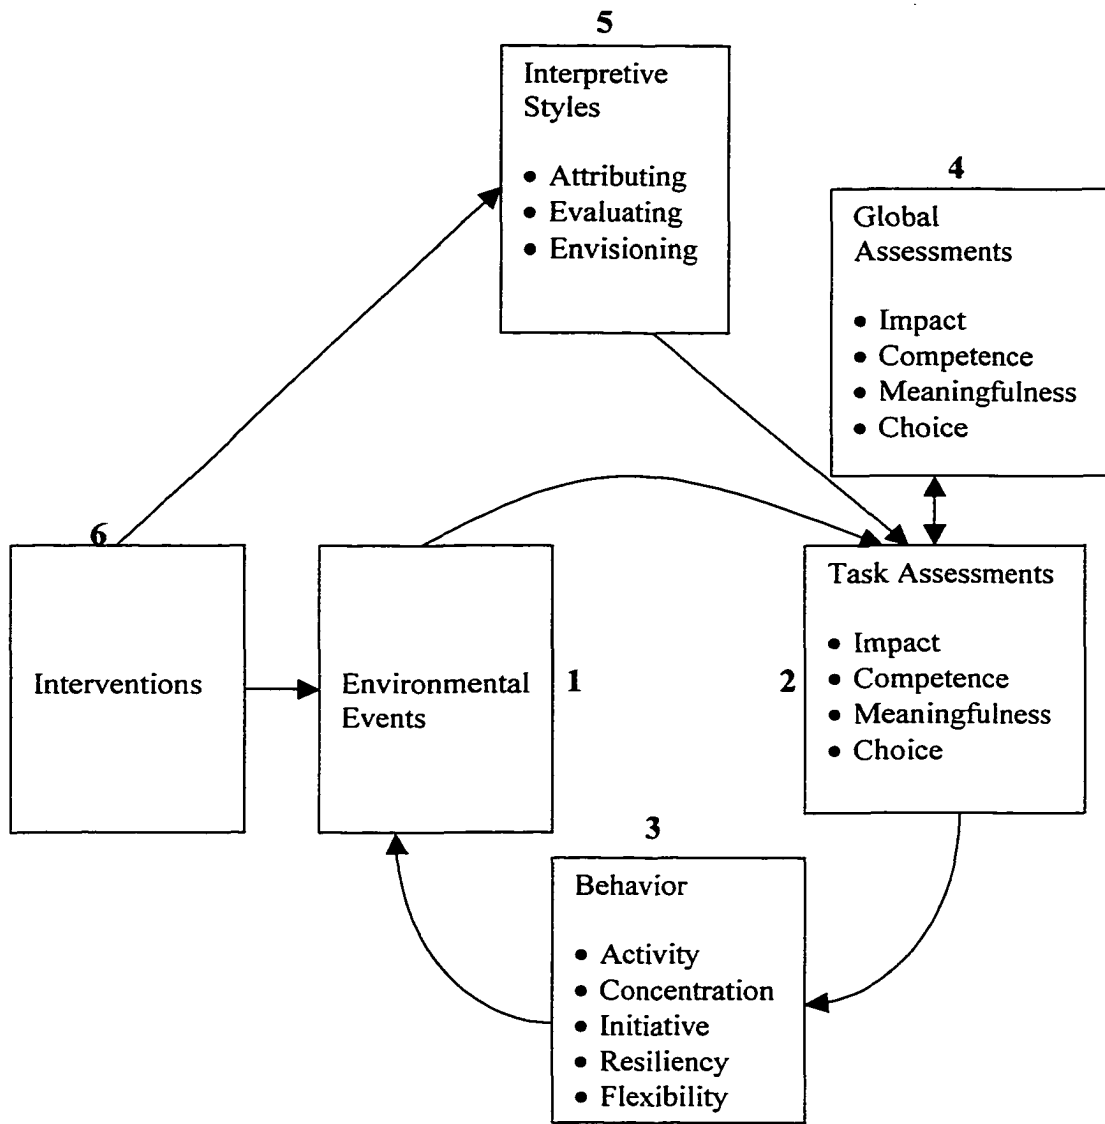 5
Interpretive
Styles
• Attributing
• Evaluating
• Envisioning
4
Global
Assessments
• Impact
• Competence
• Meaningfulness
• Choice
6
Interventions
Environmental
Events
1
2
Task Assessments
• Impact
• Competence
• Meaningfulness
• Choice
3
Behavior
• Activity
• Concentration
• Initiative
• Resiliency
• Flexibility